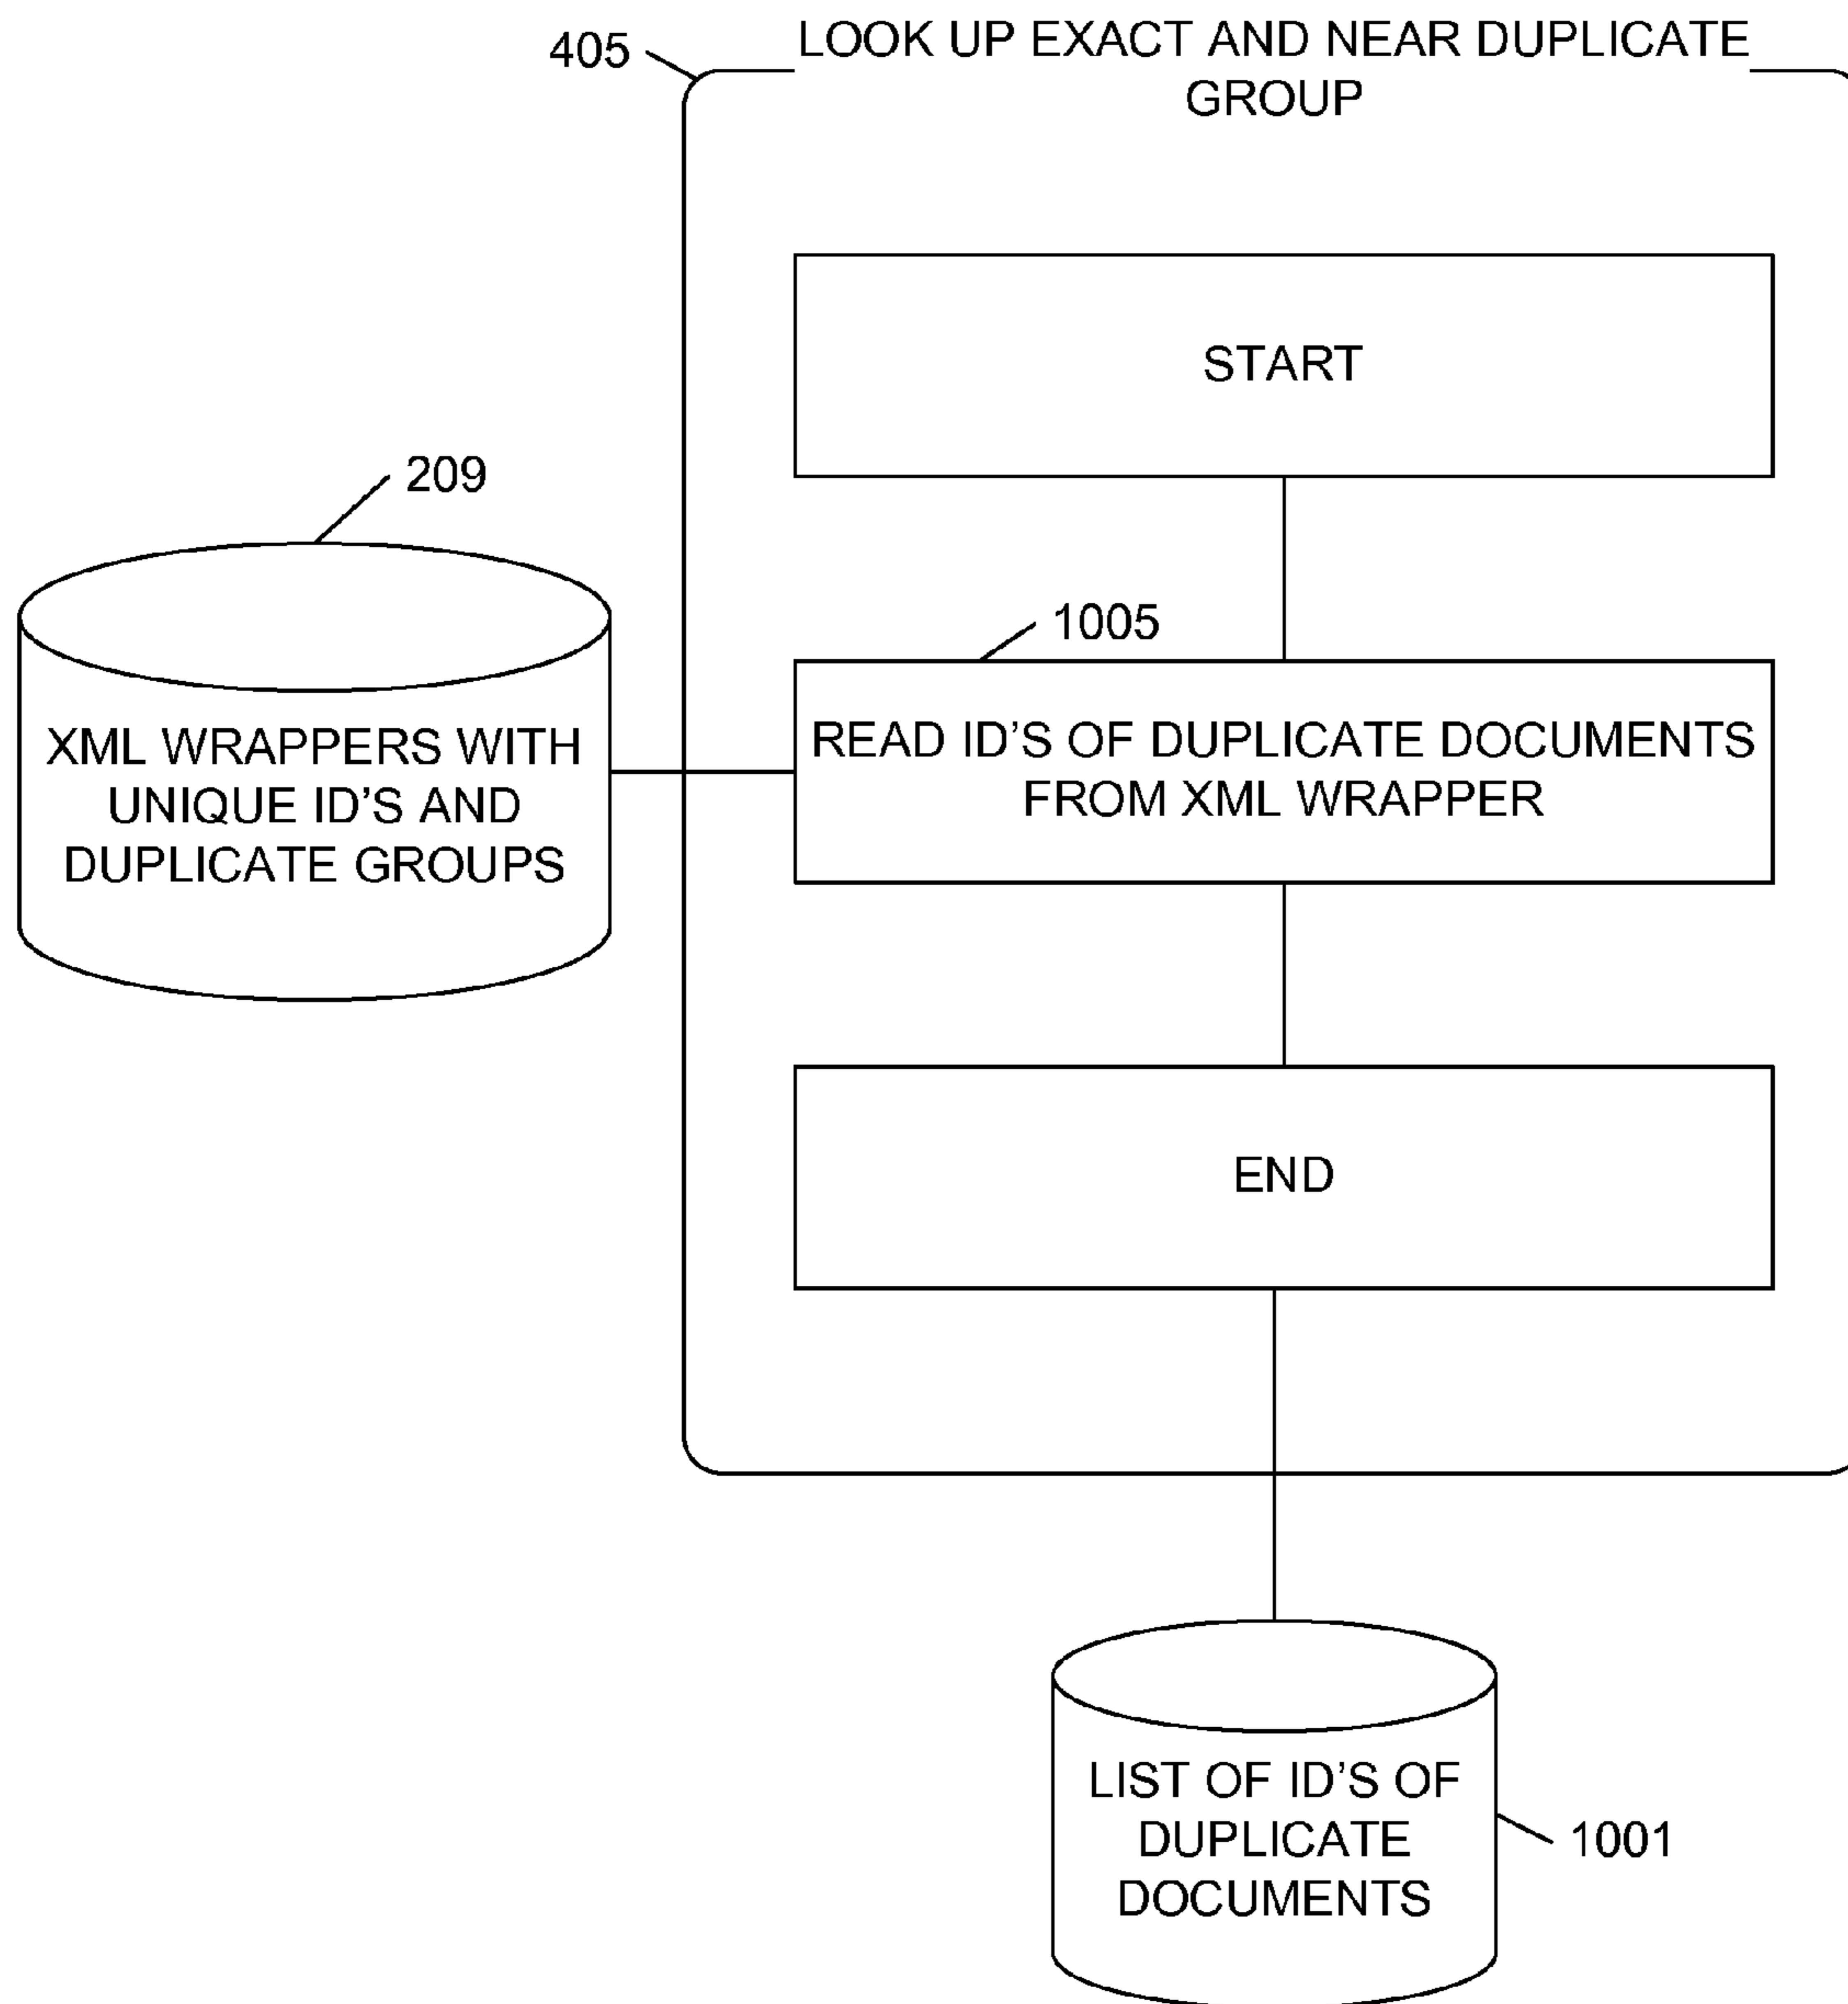 405
LOOK UP EXACT AND NEAR DUPLICATE
GROUP
START
209
1005
XML WRAPPERS WITH
UNIQUE ID'S AND
DUPLICATE GROUPS
READ ID'S OF DUPLICATE DOCUMENTS
FROM XML WRAPPER
END
LIST OF ID'S OF
DUPLICATE
DOCUMENTS
1001